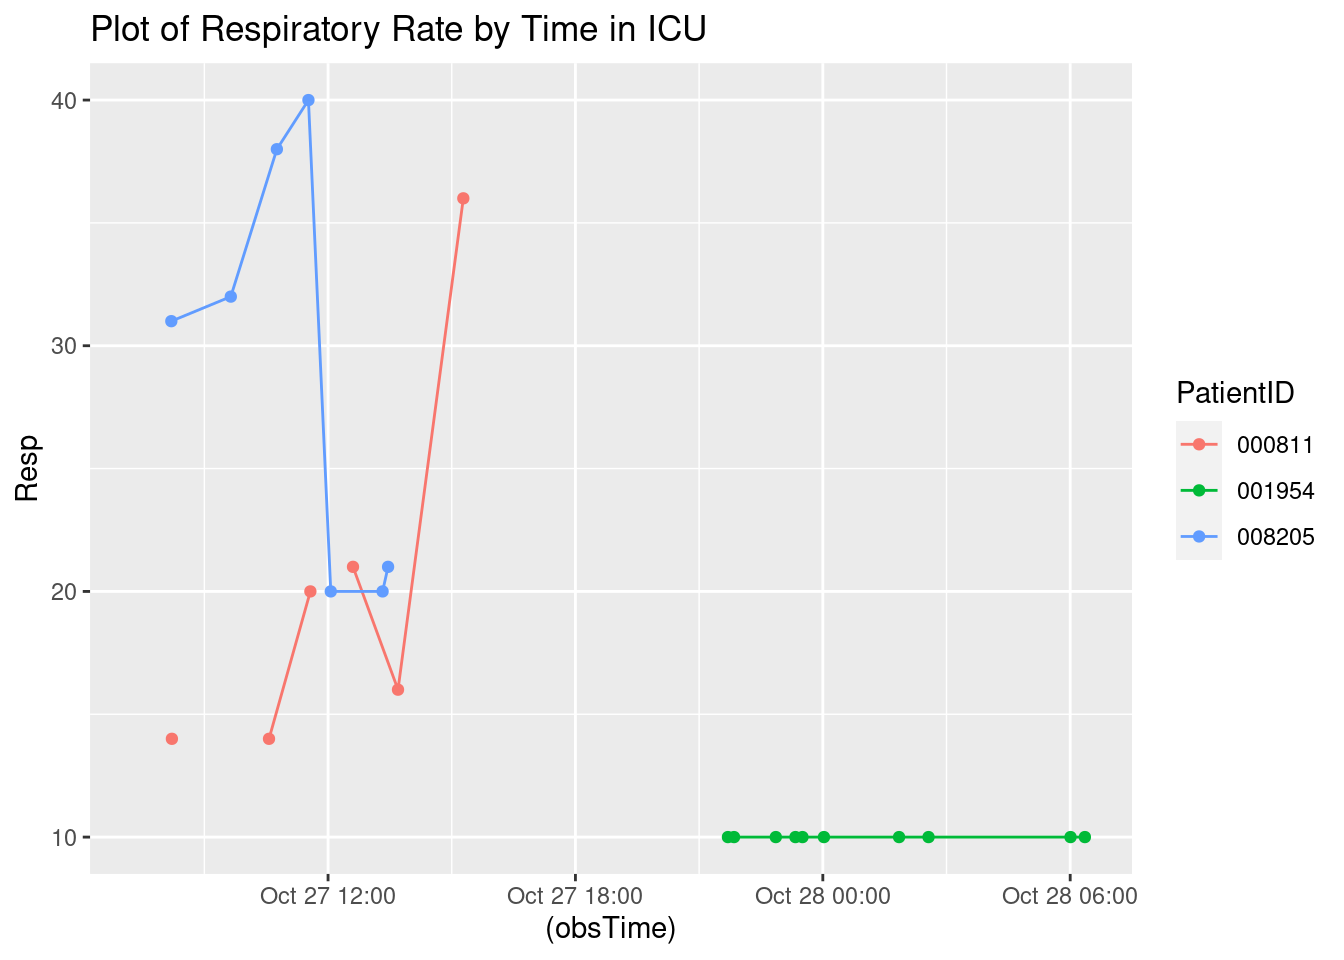 Plot of Respiratory Rate by Time in ICU
40
30
20
10
Resp
Oct 27 12:00 Oct 27 18:00 Oct 28 00:00 Oct 28 06:00
(obsTime)
PatientID
000811
001954
008205